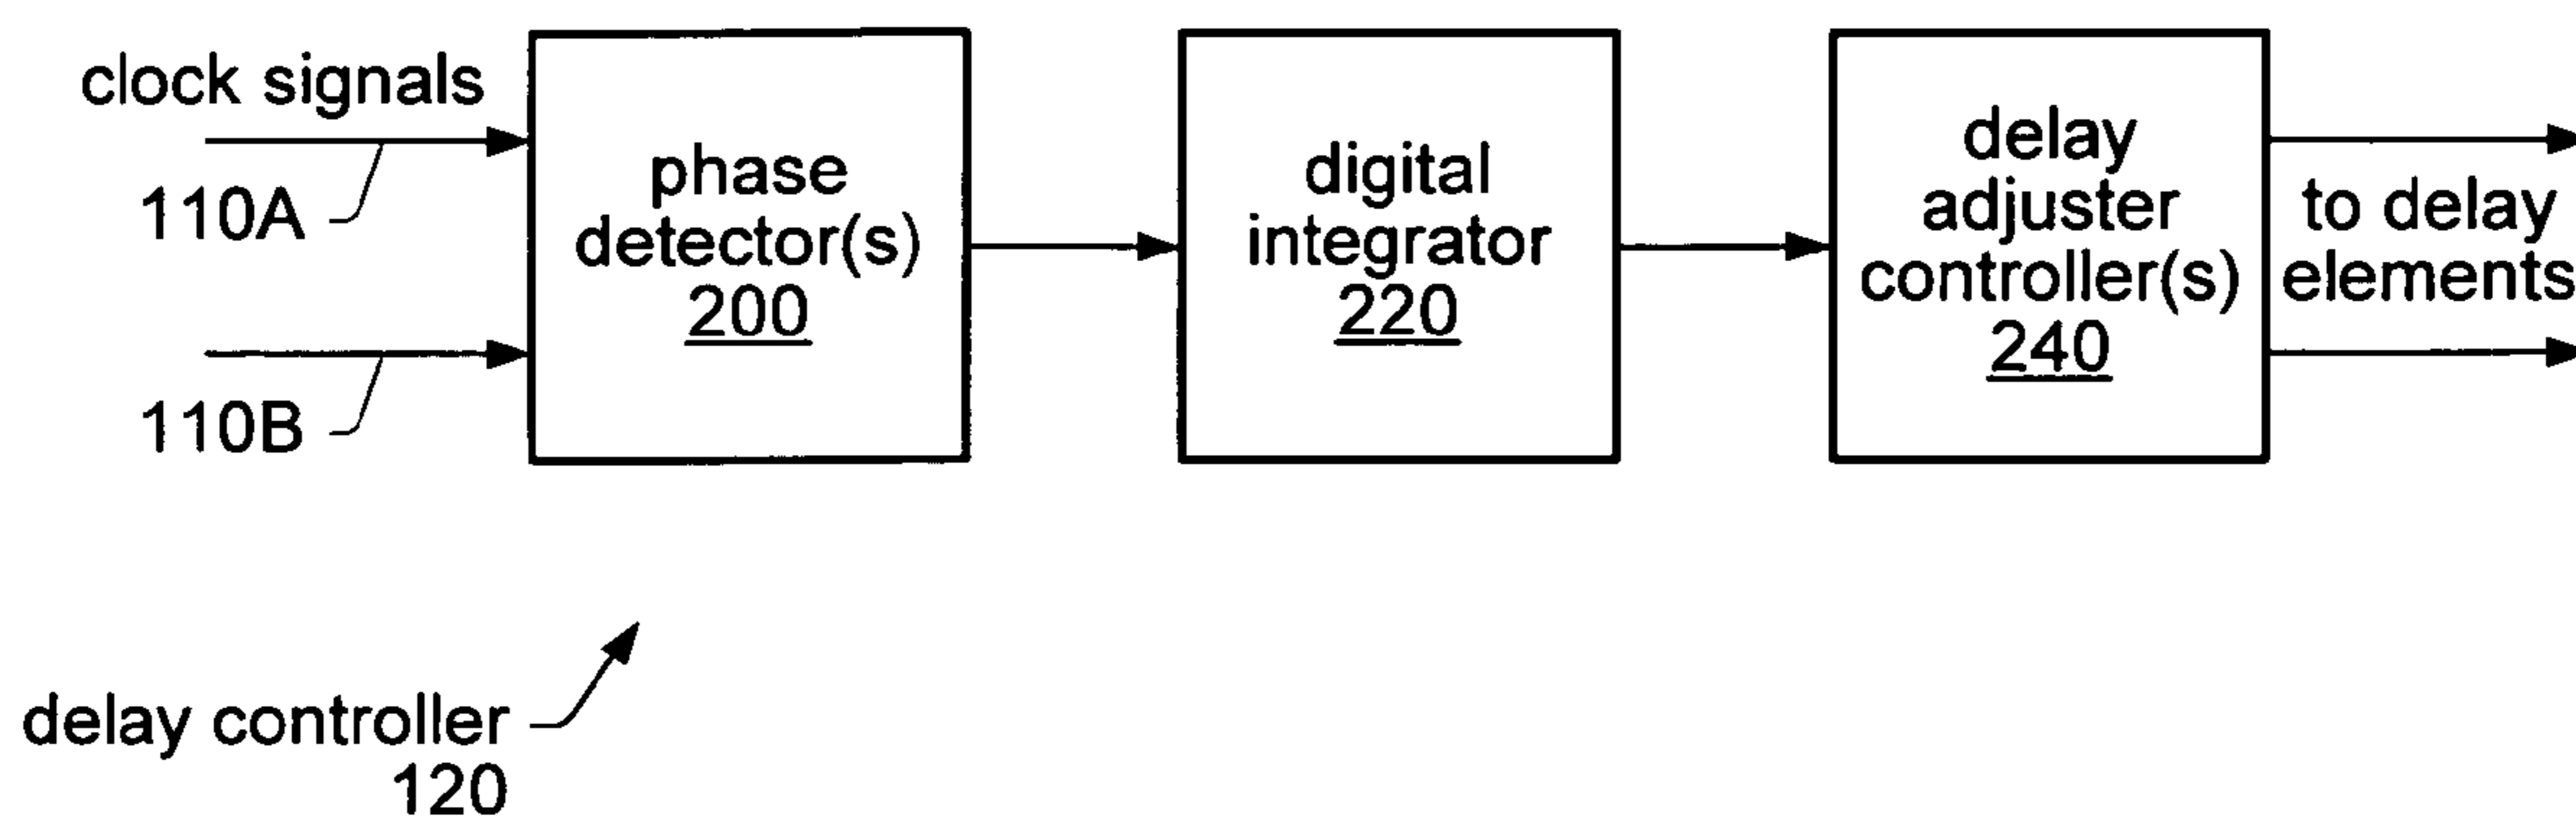 clock signals
110A
110B
phase
detector(s)
200
digital
integrator
220
delay
adjuster
controller(s)
240
to delay
elements
delay controller
120